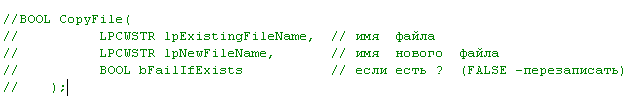 //BOOL CopyFile(
//          LPCWSTR lpExistingFileName,  // имя  файла
//          LPCWSTR lpNewFileName,       // имя  нового  файла
//          BOOL bFailIfExists           // если есть ?  (FALSE -перезаписать)
//    );